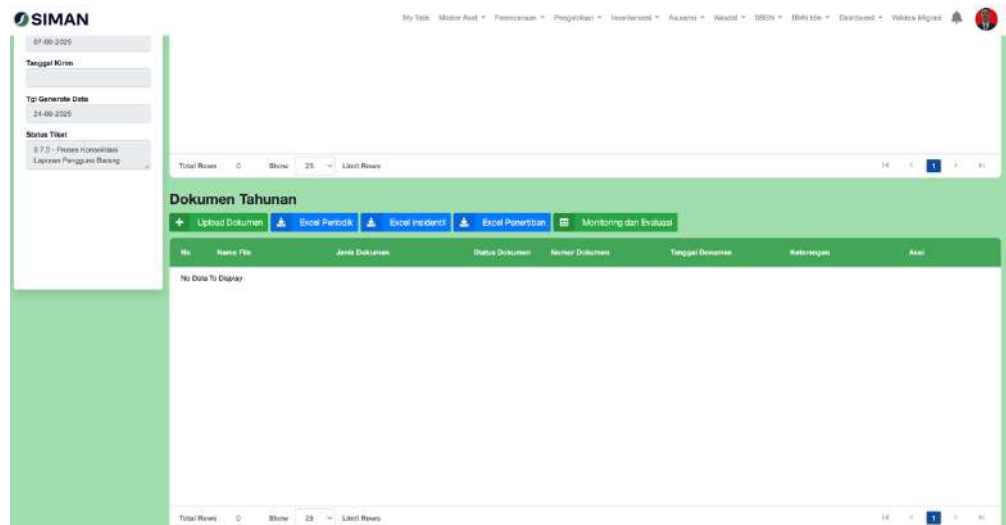 SIMAN
My Task Master Aset Perencanaan Pengelolaan Inventarisasi Asuransi Wasdal SBSN BMN Idle Dashboard Validasi Migrasi
07-09-2025
Tanggal Kirim
Tgl Generate Data
24-09-2025
Status Tiket
- Proses Konsolidasi
Laporan Pengguna Barang
Total Rows 0 Show 25 Limit Rows 1
Dokumen Tahunan
Upload Dokumen Excel Periodik Excel Insidentil Excel Penertiban Monitoring dan Evaluasi
No Nama File Jenis Dokumen Status Dokumen Nomor Dokumen Tanggal Dokumen Keterangan Aksi
No Data To Display
Total Rows 0 Show 25 Limit Rows 1